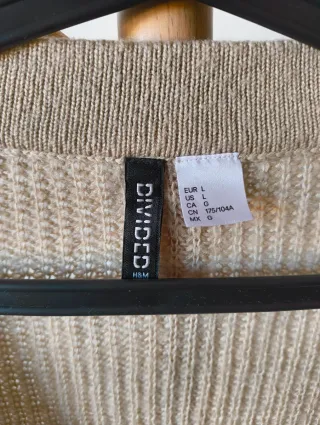 DIVIDED
H&M
EUR L
US L
CA G
CN 175/104A
MX G